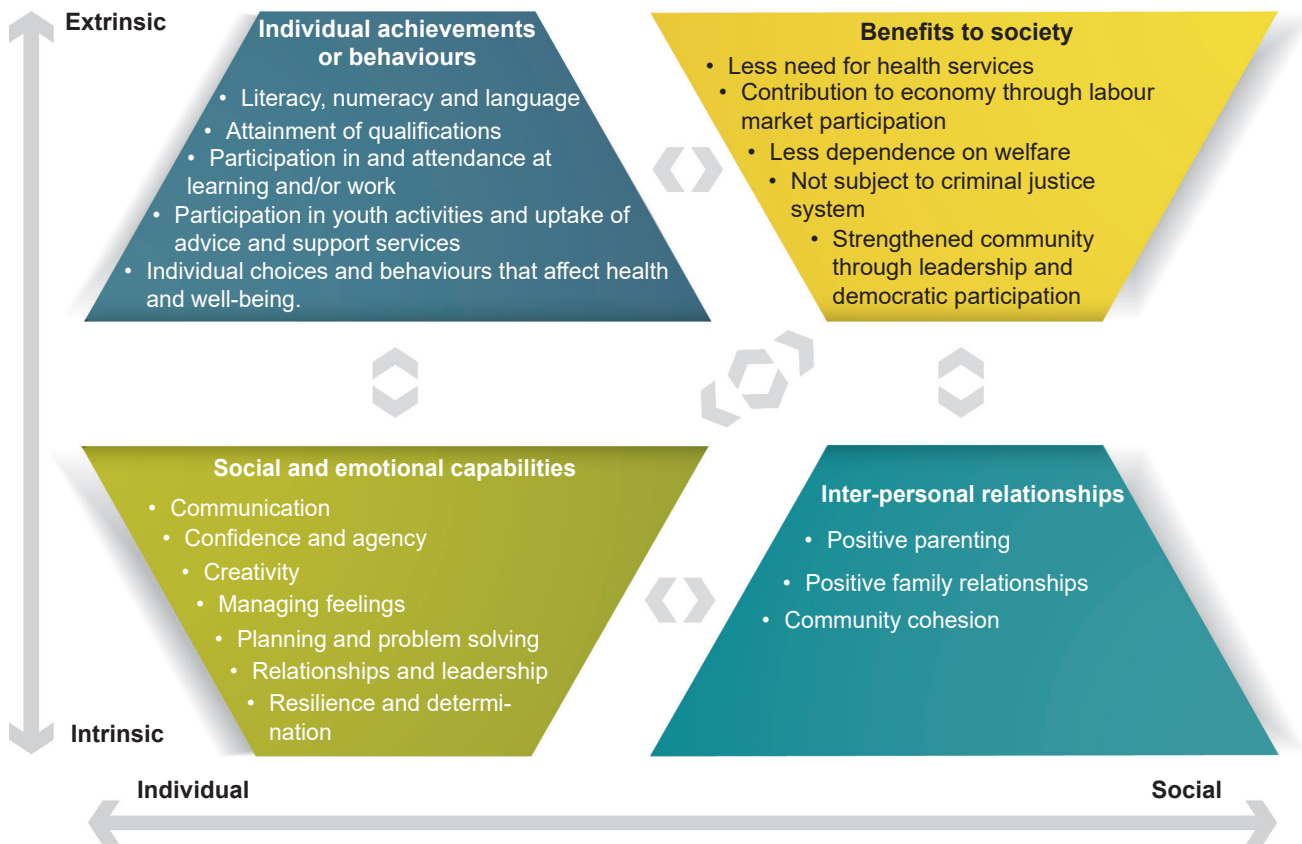 Extrinsic
Individual achievements
or behaviours
• Literacy, numeracy and language
• Attainment of qualifications
• Participation in and attendance at
learning and/or work
• Participation in youth activities and uptake of
advice and support services
• Individual choices and behaviours that affect health
and well-being.
Benefits to society
• Less need for health services
• Contribution to economy through labour
market participation
• Less dependence on welfare
• Not subject to criminal justice
system
• Strengthened community
through leadership and
democratic participation
Social and emotional capabilities
• Communication
• Confidence and agency
• Creativity
• Managing feelings
• Planning and problem solving
• Relationships and leadership
• Resilience and determi-
nation
Inter-personal relationships
• Positive parenting
• Positive family relationships
• Community cohesion
Intrinsic
Individual
Social